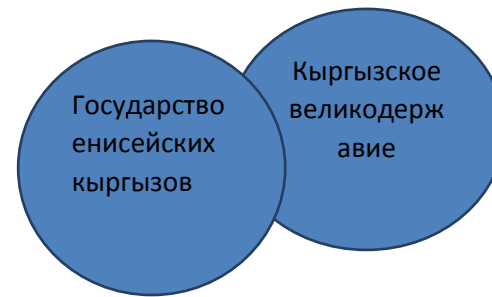 Государство
енисейских
кыргызов
Кыргызское
великодерж
авие